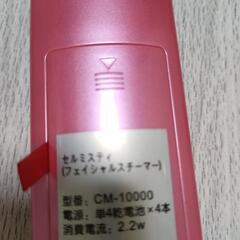 セルミスティ
(フェイシャルスチーマー)
型番: CM-10000
電源: 単4乾電池×4本
消費電流: 2.2w